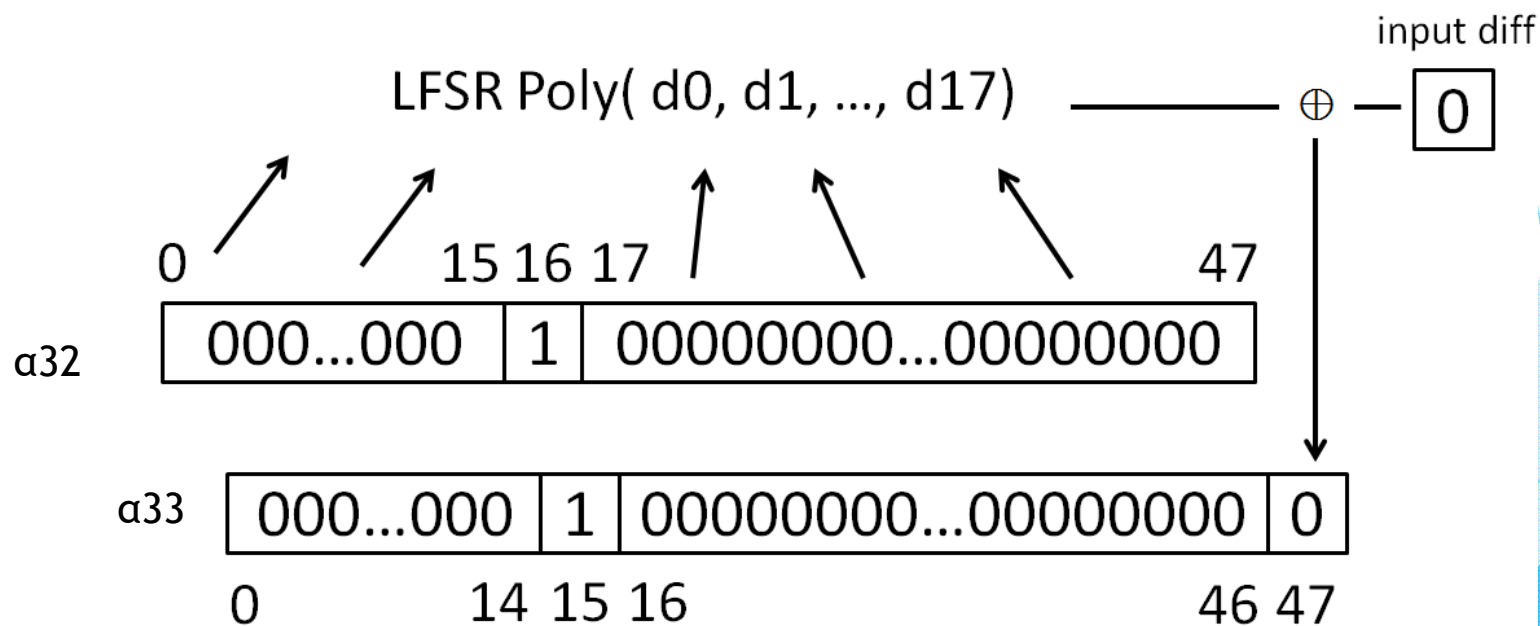 input diff
LFSR Poly( d0, d1, ..., d17) ⊕ 0
0 15 16 17 47
α32 000...000 1 00000000...00000000
α33 000...000 1 00000000...00000000 0
0 14 15 16 46 47